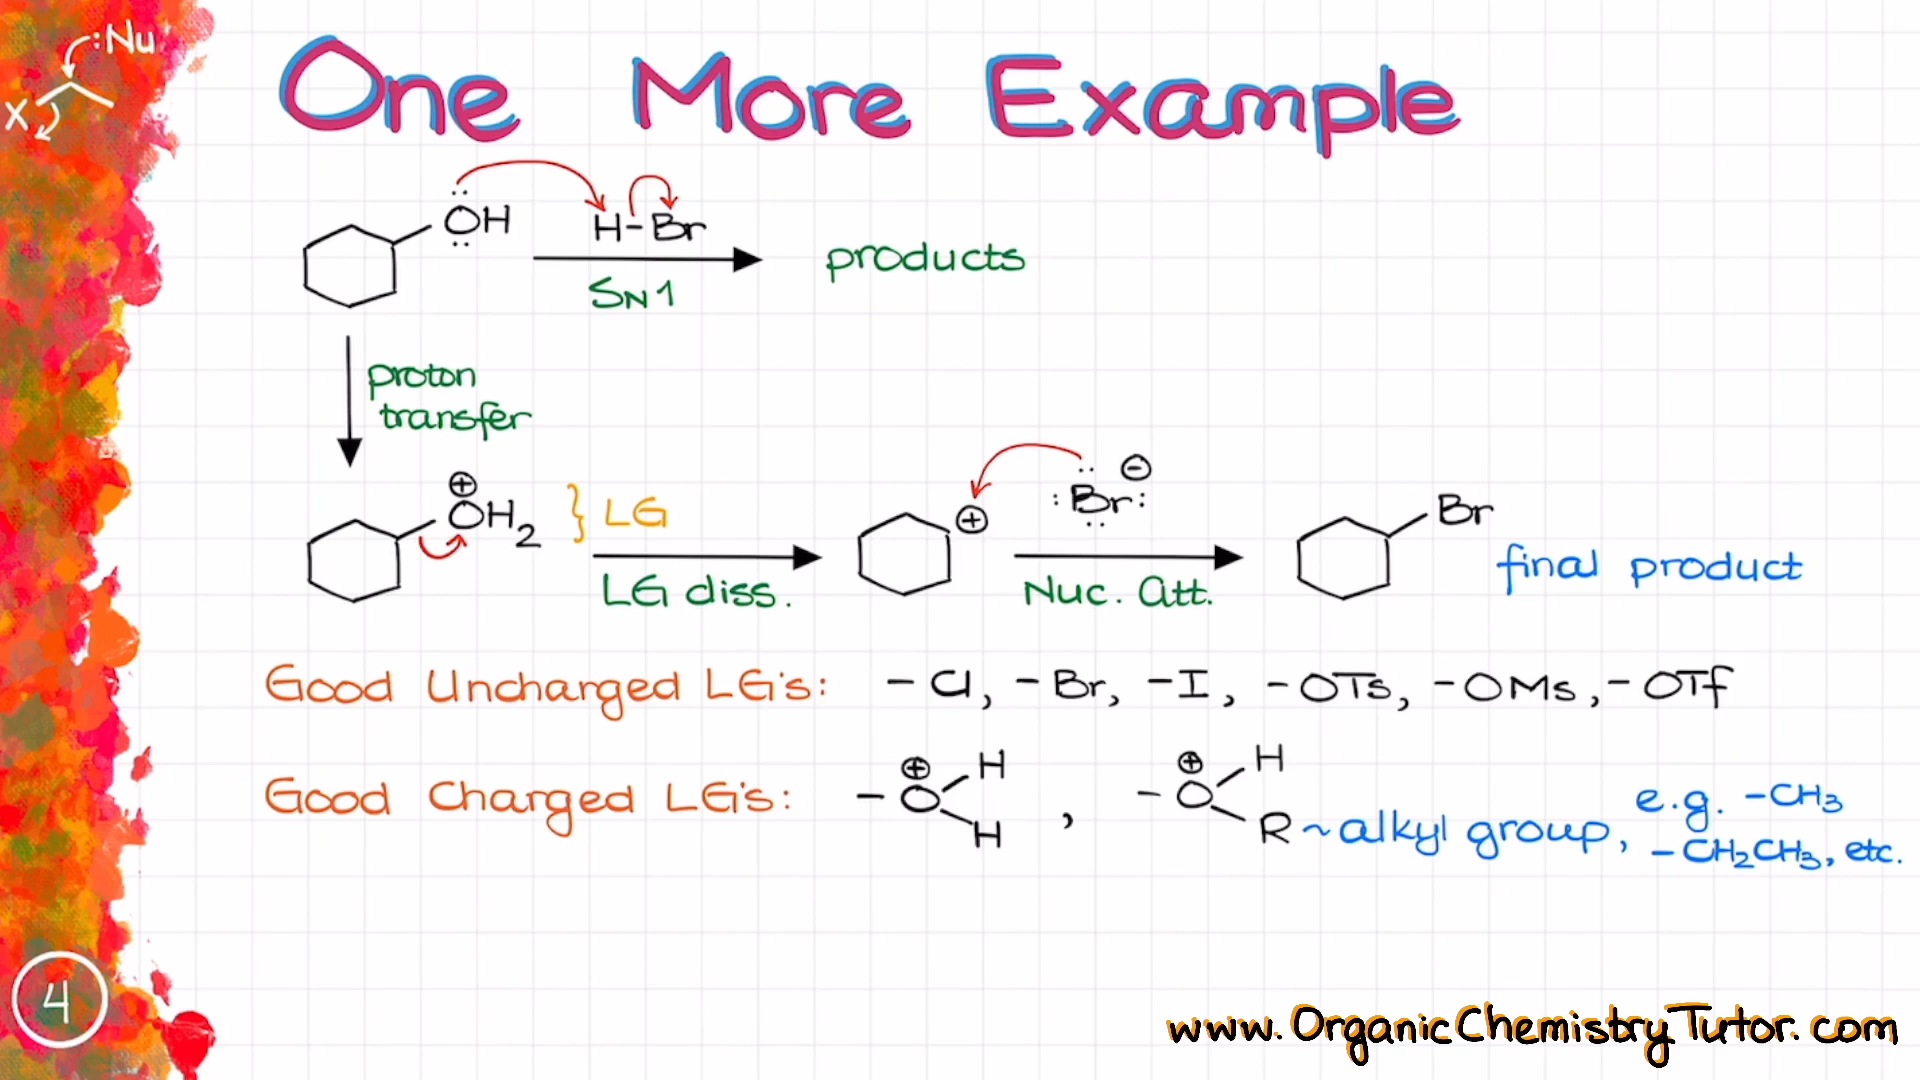 :Nu
X
One More Example
OH
H-Br
products
SN1
proton
transfer
⊕
OH2 } LG
LG diss.
⊕
:Br: ⊖
Nuc. Att.
Br
final product
Good Uncharged LG's: -Cl, -Br, -I, -OTs, -OMs, -OTf
Good Charged LG's: -O⊕ H H , -O⊕ H R ~alkyl group, e.g. -CH3
-CH2CH3, etc.
4
www.OrganicChemistryTutor.com